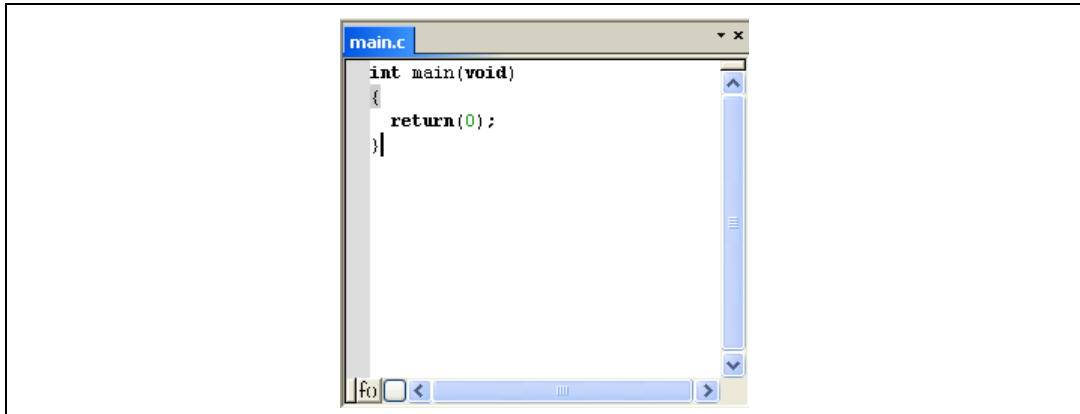 main.c
int main(void)
{
return(0);
}
f()